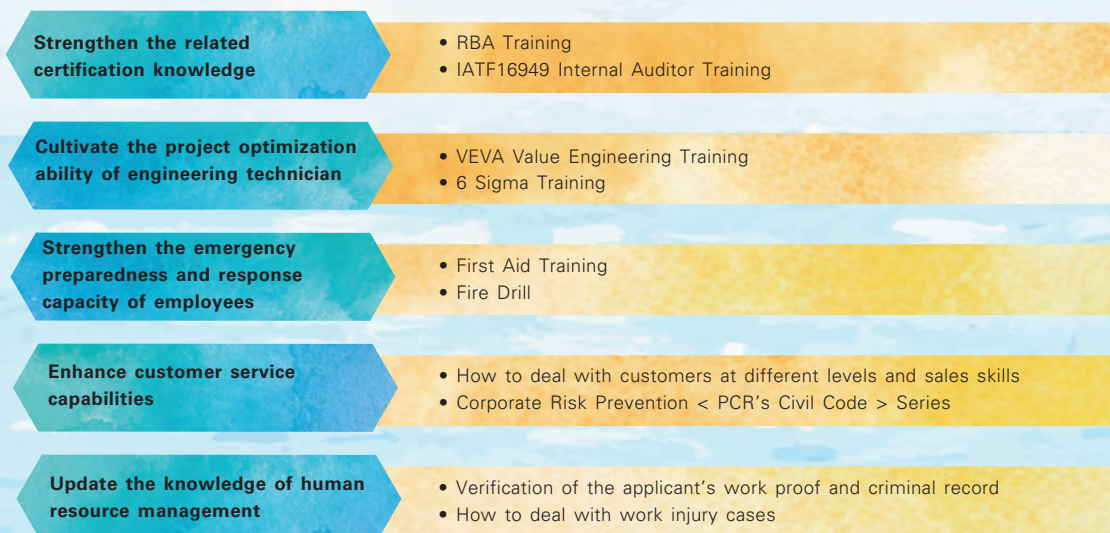 Strengthen the related
certification knowledge
• RBA Training
• IATF16949 Internal Auditor Training
Cultivate the project optimization
ability of engineering technician
• VEVA Value Engineering Training
• 6 Sigma Training
Strengthen the emergency
preparedness and response
capacity of employees
• First Aid Training
• Fire Drill
Enhance customer service
capabilities
• How to deal with customers at different levels and sales skills
• Corporate Risk Prevention < PCR's Civil Code > Series
Update the knowledge of human
resource management
• Verification of the applicant's work proof and criminal record
• How to deal with work injury cases